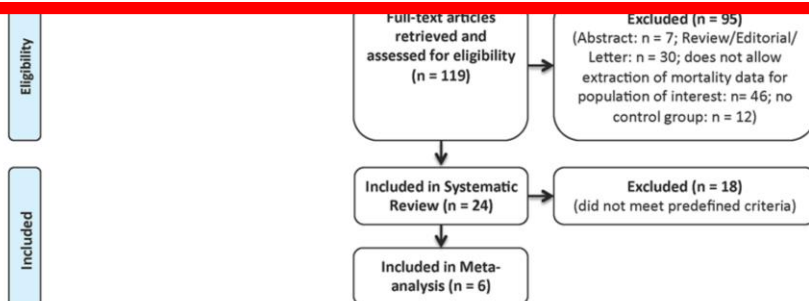 Eligibility
Full-text articles
retrieved and
assessed for eligibility
(n = 119)
Excluded (n = 95)
(Abstract: n = 7; Review/Editorial/
Letter: n = 30; does not allow
extraction of mortality data for
population of interest: n= 46; no
control group: n = 12)
Included
Included in Systematic
Review (n = 24)
Excluded (n = 18)
(did not meet predefined criteria)
Included in Meta-
analysis (n = 6)